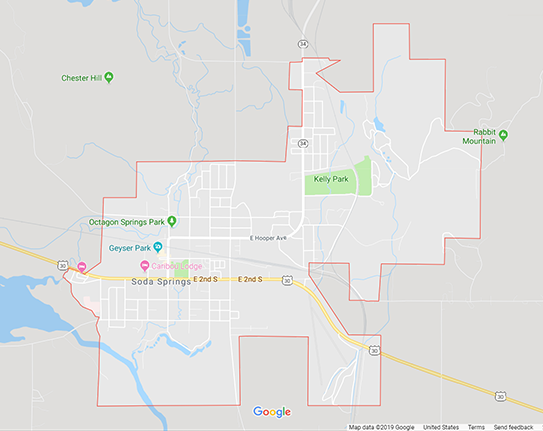 34
Chester Hill
34
Rabbit
Mountain
Kelly Park
Octagon Springs Park
E Hooper Ave
Geyser Park
30
Caribou Lodge
E 2nd S
E 2nd S
30
Soda Springs
30
30
Google
Map data ©2019 Google United States Terms Send feedback